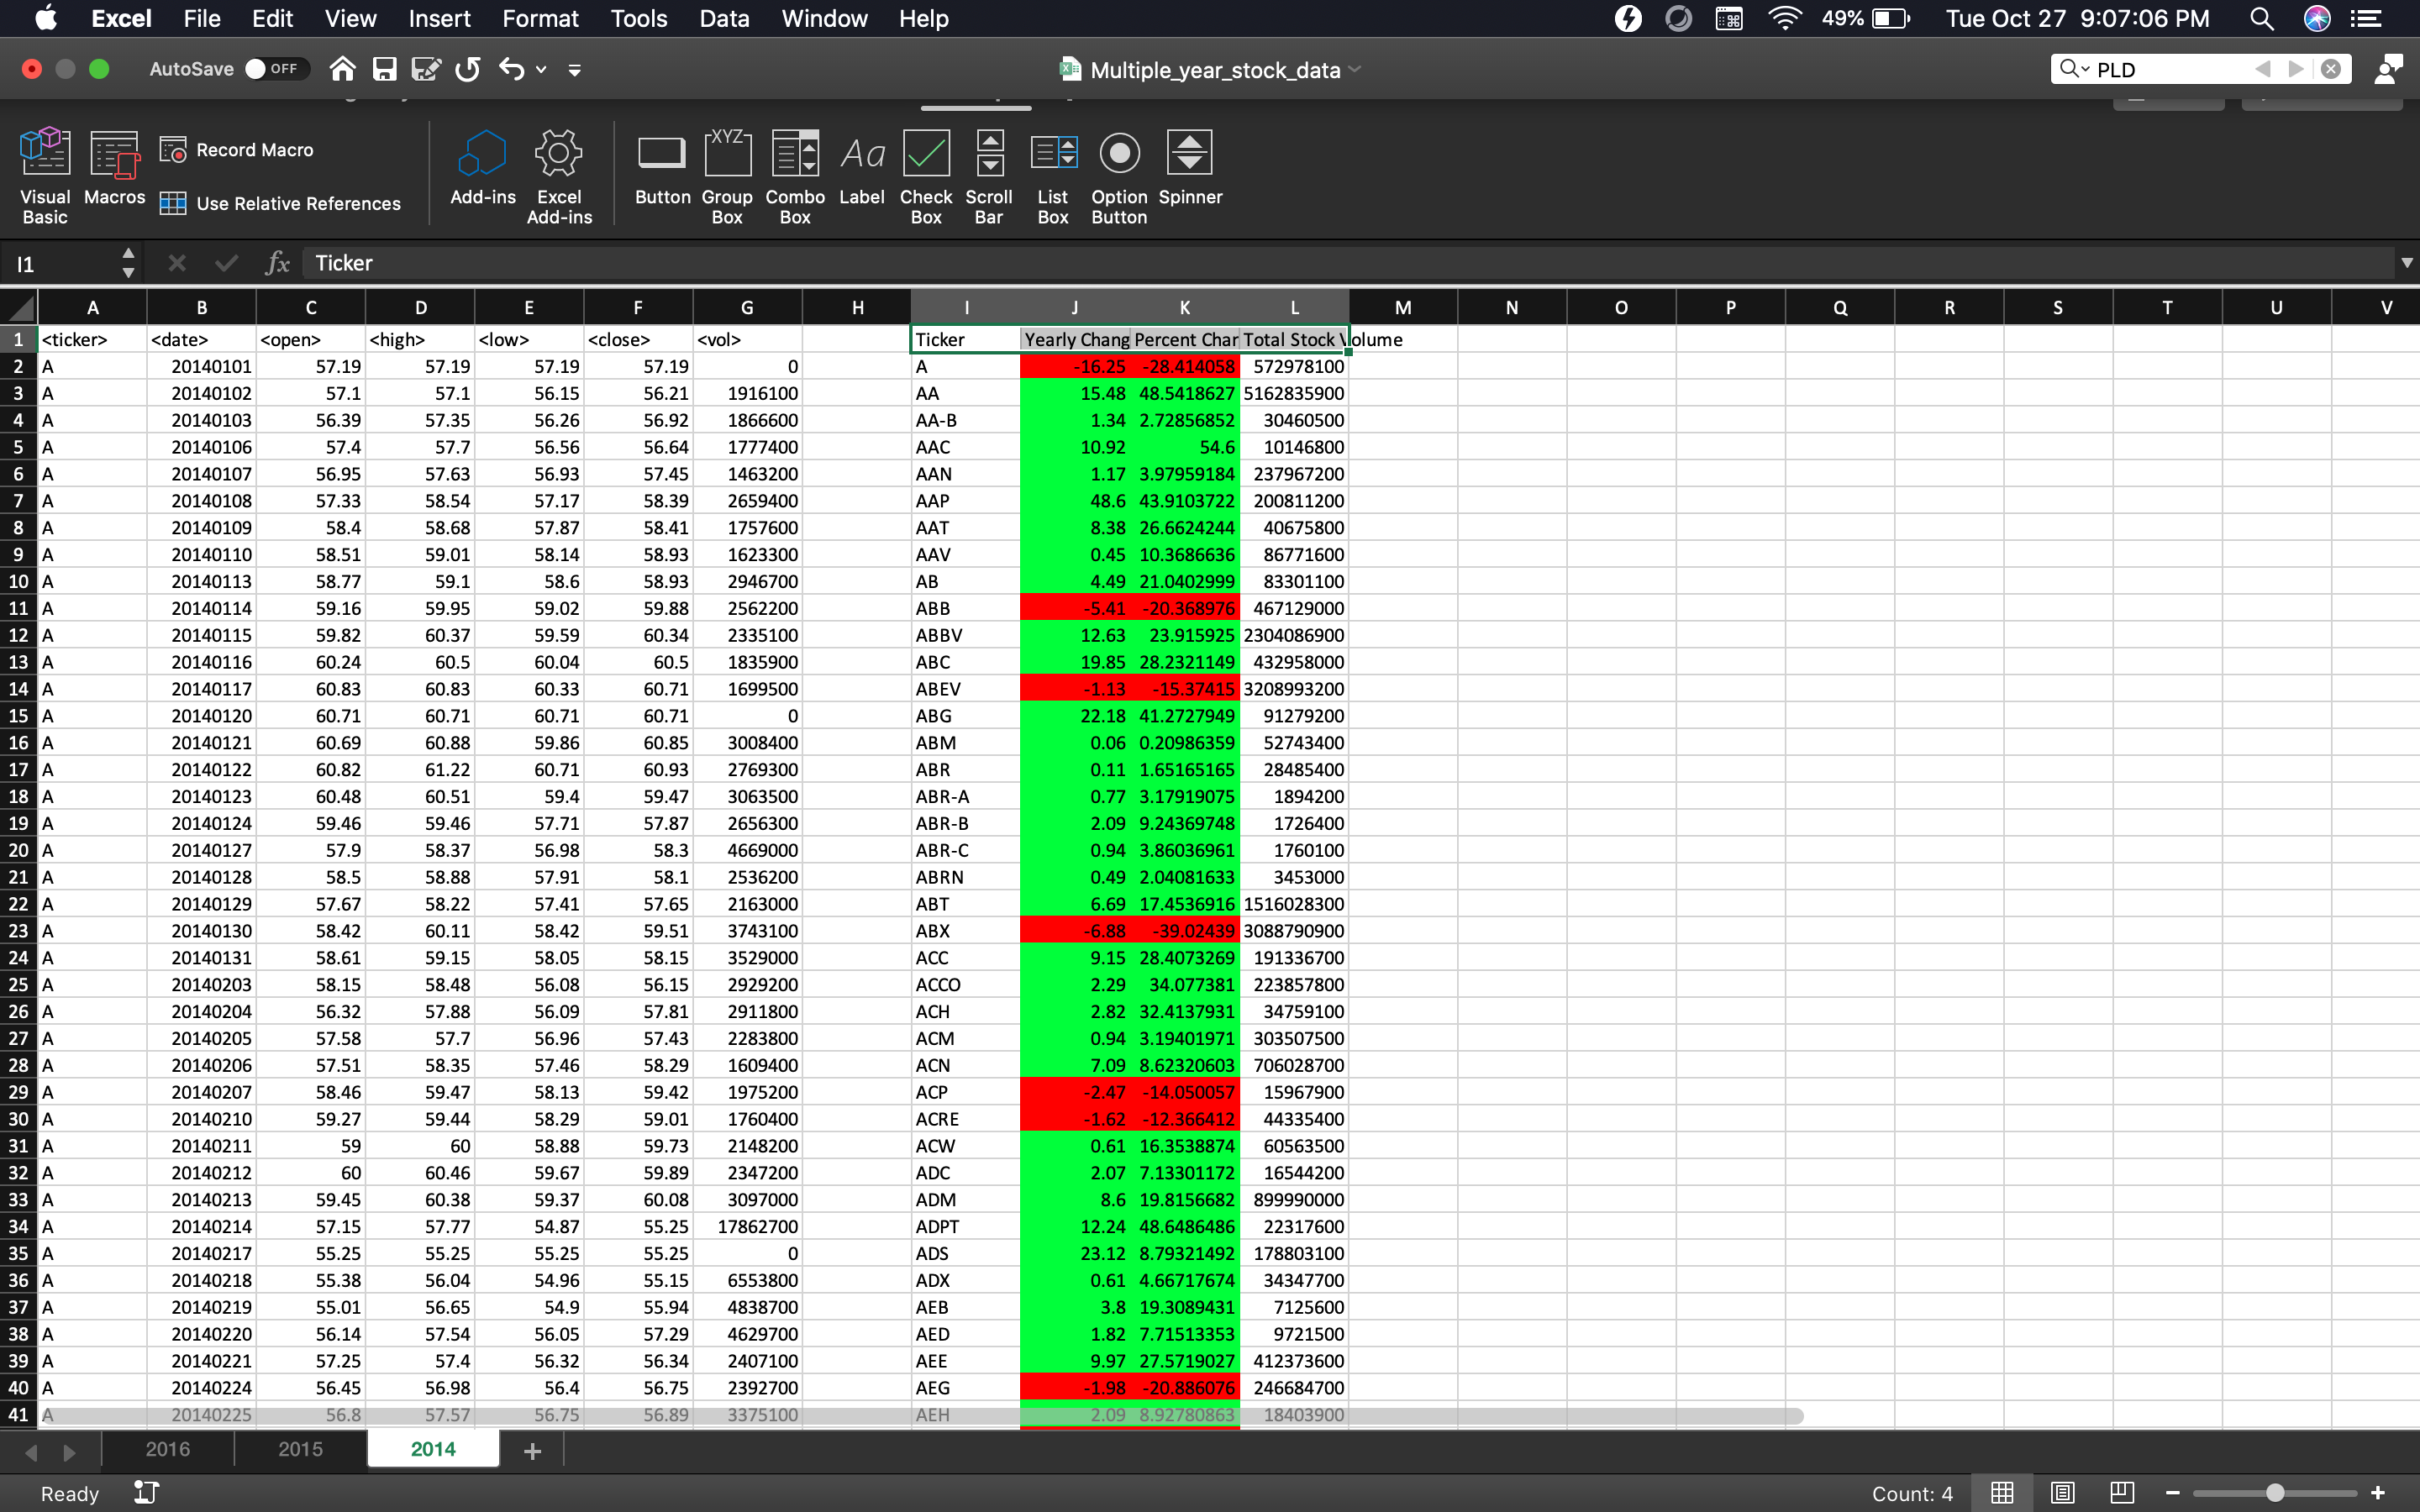 Excel File Edit View Insert Format Tools Data Window Help 49% Tue Oct 27 9:07:06 PM
AutoSave OFF Multiple_year_stock_data PLD
Visual Basic Macros Record Macro Use Relative References Add-ins Excel Add-ins XYZ Button Group Box Combo Box Aa Label Check Box Scroll Bar List Box Option Button Spinner
I1 fx Ticker
A B C D E F G H I J K L M N O P Q R S T U V
1 <ticker> <date> <open> <high> <low> <close> <vol> Ticker Yearly Chang Percent Char Total Stock Volume
2 A 20140101 57.19 57.19 57.19 57.19 0 A -16.25 -28.414058 572978100
3 A 20140102 57.1 57.1 56.15 56.21 1916100 AA 15.48 48.5418627 5162835900
4 A 20140103 56.39 57.35 56.26 56.92 1866600 AA-B 1.34 2.72856852 30460500
5 A 20140106 57.4 57.7 56.56 56.64 1777400 AAC 10.92 54.6 10146800
6 A 20140107 56.95 57.63 56.93 57.45 1463200 AAN 1.17 3.97959184 237967200
7 A 20140108 57.33 58.54 57.17 58.39 2659400 AAP 48.6 43.9103722 200811200
8 A 20140109 58.4 58.68 57.87 58.41 1757600 AAT 8.38 26.6624244 40675800
9 A 20140110 58.51 59.01 58.14 58.93 1623300 AAV 0.45 10.3686636 86771600
10 A 20140113 58.77 59.1 58.6 58.93 2946700 AB 4.49 21.0402999 83301100
11 A 20140114 59.16 59.95 59.02 59.88 2562200 ABB -5.41 -20.368976 467129000
12 A 20140115 59.82 60.37 59.59 60.34 2335100 ABBV 12.63 23.915925 2304086900
13 A 20140116 60.24 60.5 60.04 60.5 1835900 ABC 19.85 28.2321149 432958000
14 A 20140117 60.83 60.83 60.33 60.71 1699500 ABEV -1.13 -15.37415 3208993200
15 A 20140120 60.71 60.71 60.71 60.71 0 ABG 22.18 41.2727949 91279200
16 A 20140121 60.69 60.88 59.86 60.85 3008400 ABM 0.06 0.20986359 52743400
17 A 20140122 60.82 61.22 60.71 60.93 2769300 ABR 0.11 1.65165165 28485400
18 A 20140123 60.48 60.51 59.4 59.47 3063500 ABR-A 0.77 3.17919075 1894200
19 A 20140124 59.46 59.46 57.71 57.87 2656300 ABR-B 2.09 9.24369748 1726400
20 A 20140127 57.9 58.37 56.98 58.3 4669000 ABR-C 0.94 3.86036961 1760100
21 A 20140128 58.5 58.88 57.91 58.1 2536200 ABRN 0.49 2.04081633 3453000
22 A 20140129 57.67 58.22 57.41 57.65 2163000 ABT 6.69 17.4536916 1516028300
23 A 20140130 58.42 60.11 58.42 59.51 3743100 ABX -6.88 -39.02439 3088790900
24 A 20140131 58.61 59.15 58.05 58.15 3529000 ACC 9.15 28.4073269 191336700
25 A 20140203 58.15 58.48 56.08 56.15 2929200 ACCO 2.29 34.077381 223857800
26 A 20140204 56.32 57.88 56.09 57.81 2911800 ACH 2.82 32.4137931 34759100
27 A 20140205 57.58 57.7 56.96 57.43 2283800 ACM 0.94 3.19401971 303507500
28 A 20140206 57.51 58.35 57.46 58.29 1609400 ACN 7.09 8.62320603 706028700
29 A 20140207 58.46 59.47 58.13 59.42 1975200 ACP -2.47 -14.050057 15967900
30 A 20140210 59.27 59.44 58.29 59.01 1760400 ACRE -1.62 -12.366412 44335400
31 A 20140211 59 60 58.88 59.73 2148200 ACW 0.61 16.3538874 60563500
32 A 20140212 60 60.46 59.67 59.89 2347200 ADC 2.07 7.13301172 16544200
33 A 20140213 59.45 60.38 59.37 60.08 3097000 ADM 8.6 19.8156682 899990000
34 A 20140214 57.15 57.77 54.87 55.25 17862700 ADPT 12.24 48.6486486 22317600
35 A 20140217 55.25 55.25 55.25 55.25 0 ADS 23.12 8.79321492 178803100
36 A 20140218 55.38 56.04 54.96 55.15 6553800 ADX 0.61 4.66717674 34347700
37 A 20140219 55.01 56.65 54.9 55.94 4838700 AEB 3.8 19.3089431 7125600
38 A 20140220 56.14 57.54 56.05 57.29 4629700 AED 1.82 7.71513353 9721500
39 A 20140221 57.25 57.4 56.32 56.34 2407100 AEE 9.97 27.5719027 412373600
40 A 20140224 56.45 56.98 56.4 56.75 2392700 AEG -1.98 -20.886076 246684700
41 A 20140225 56.8 57.57 56.75 56.89 3375100 AEH 2.09 8.92780863 18403900
2016 2015 2014 +
Ready Count: 4 - +